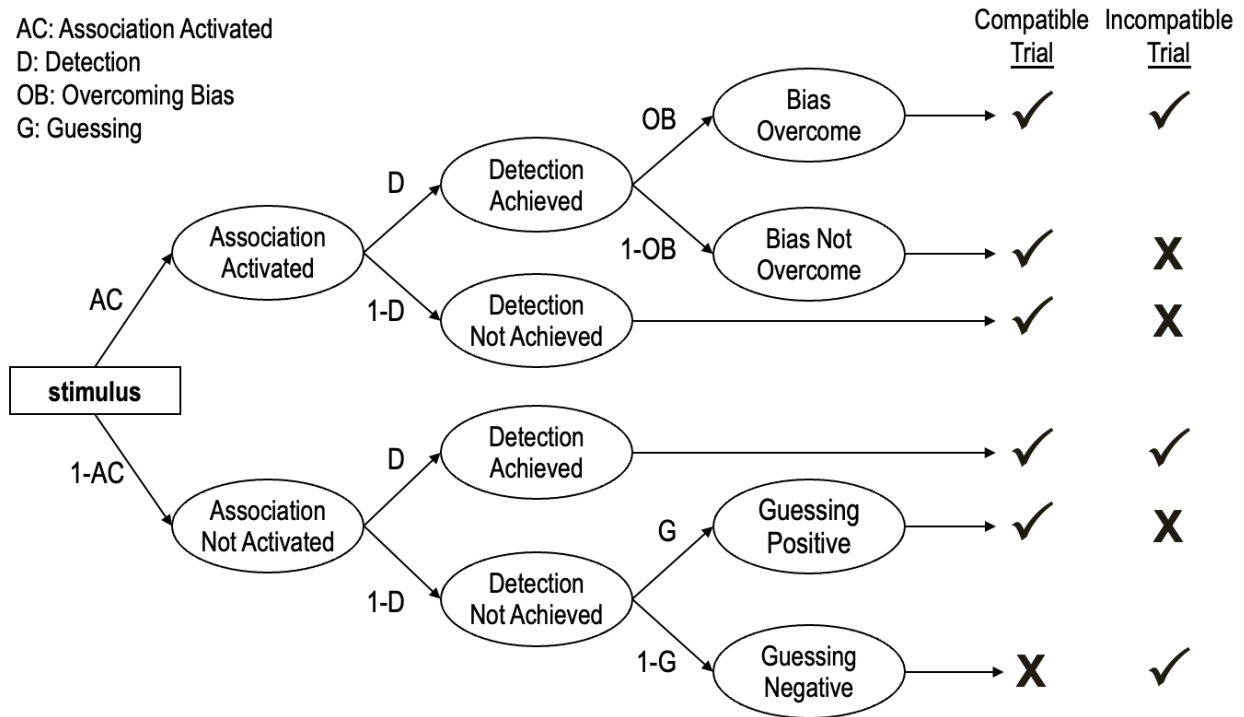 AC: Association Activated
D: Detection
OB: Overcoming Bias
G: Guessing
Compatible
Trial
Incompatible
Trial
OB
Bias
Overcome
D
Detection
Achieved
1-OB
Bias Not
Overcome
X
Association
Activated
AC
1-D
Detection
Not Achieved
X
stimulus
1-AC
D
Detection
Achieved
Association
Not Activated
G
Guessing
Positive
X
1-D
Detection
Not Achieved
1-G
Guessing
Negative
X